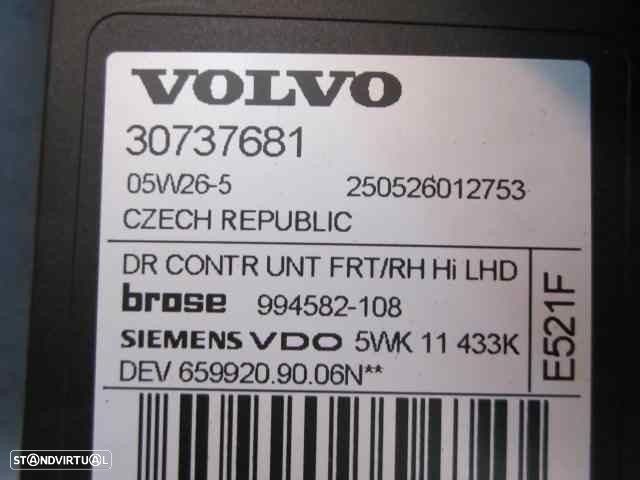 VOLVO
30737681
05W26-5 250526012753
CZECH REPUBLIC
DR CONTR UNT FRT/RH Hi LHD
brose 994582-108
SIEMENS VDO 5WK 11 433K
DEV 659920.90.06N**
E521F
STANDVIRTUAL